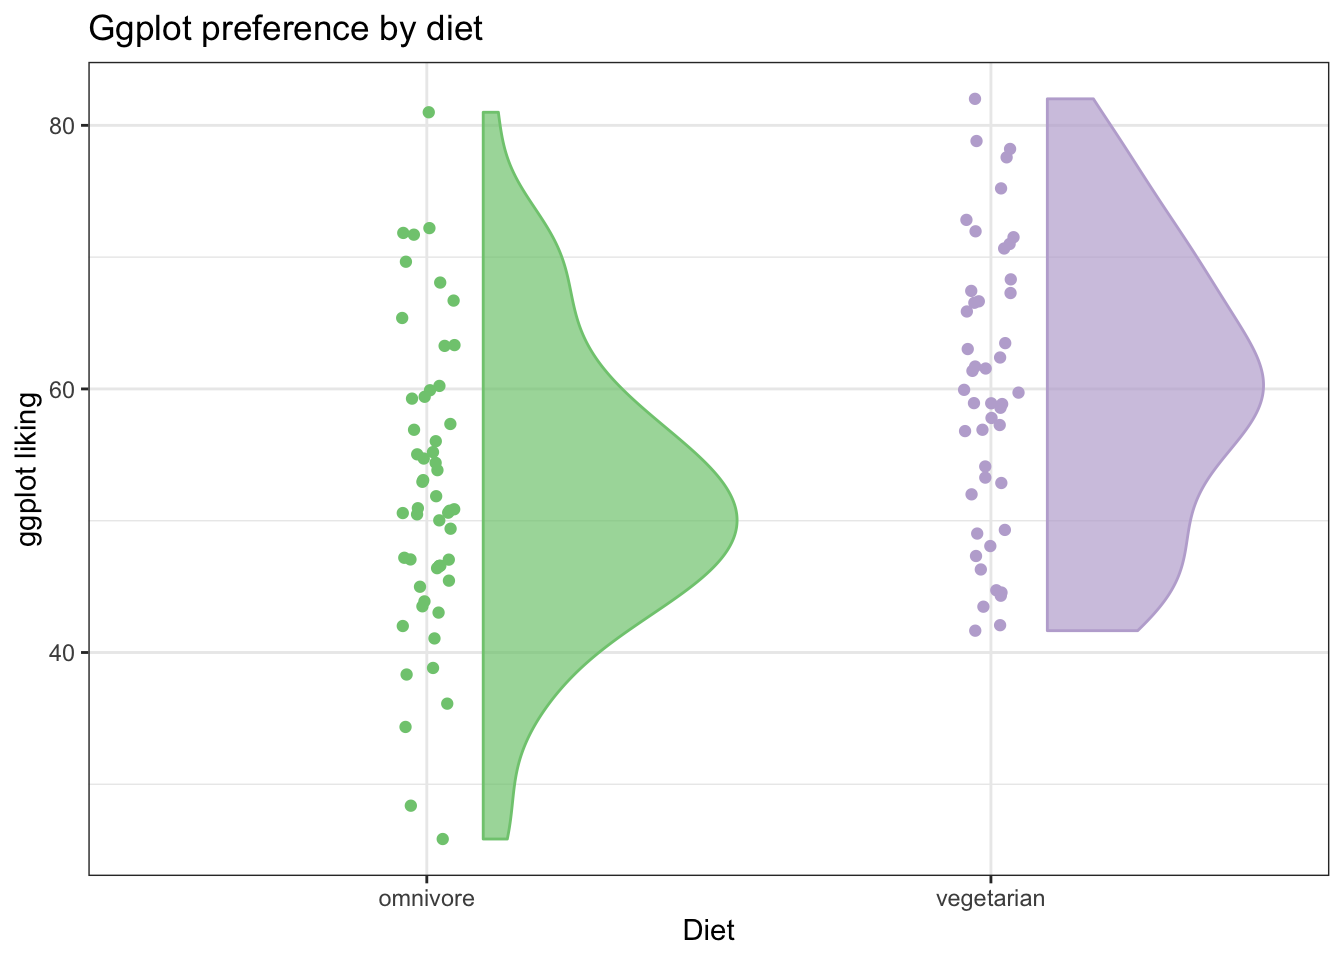 Ggplot preference by diet
80
60
40
ggplot liking
omnivore
vegetarian
Diet